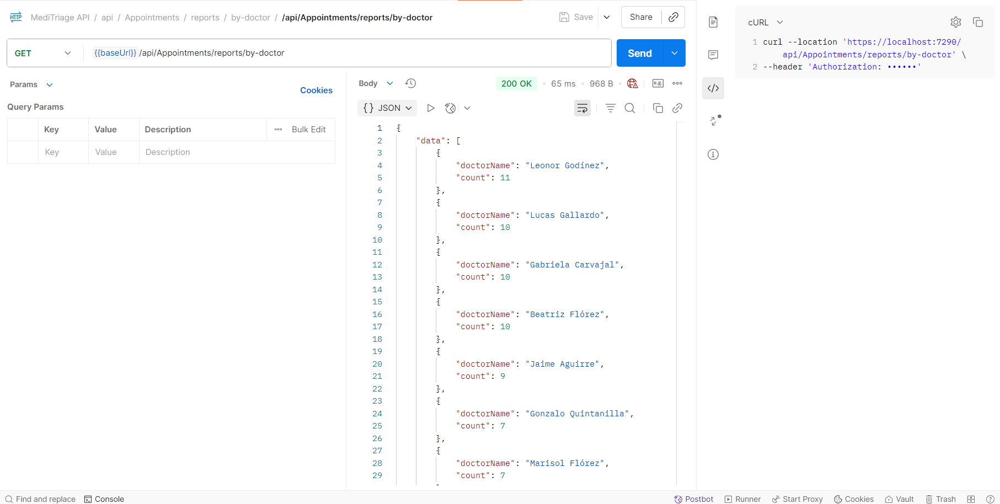 HTTP MediTriage API / api / Appointments / reports / by-doctor / /api/Appointments/reports/by-doctor Save Share
GET {{baseUrl}} /api/Appointments/reports/by-doctor Send
Params
Cookies
Query Params
Key Value Description Bulk Edit
Key Value Description
Body 200 OK 65 ms 968 B e.g.
{} JSON
1 {
2 "data": [
3 {
4 "doctorName": "Leonor Godínez",
5 "count": 11
6 },
7 {
8 "doctorName": "Lucas Gallardo",
9 "count": 10
10 },
11 {
12 "doctorName": "Gabriela Carvajal",
13 "count": 10
14 },
15 {
16 "doctorName": "Beatriz Flórez",
17 "count": 10
18 },
19 {
20 "doctorName": "Jaime Aguirre",
21 "count": 9
22 },
23 {
24 "doctorName": "Gonzalo Quintanilla",
25 "count": 7
26 },
27 {
28 "doctorName": "Marisol Flórez",
29 "count": 7
cURL
1 curl --location 'https://localhost:7290/
api/Appointments/reports/by-doctor' \
2 --header 'Authorization: ••••••'
Find and replace Console Postbot Runner Start Proxy Cookies Vault Trash